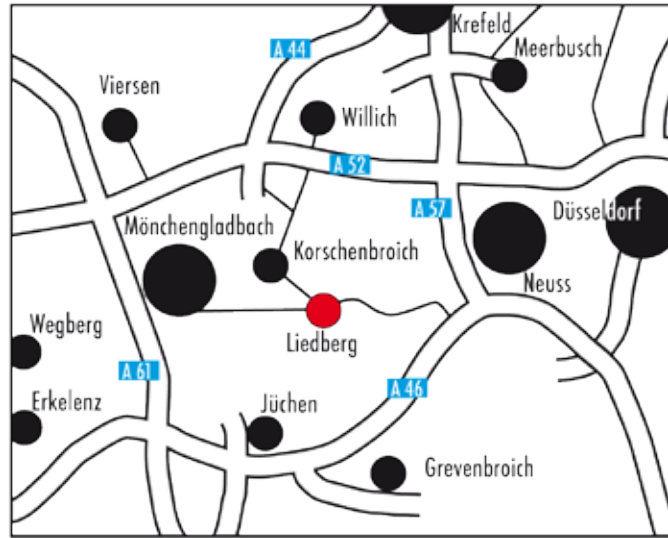 Krefeld
A 44
Meerbusch
Viersen
Willich
A 52
A 57
Düsseldorf
Mönchengladbach
Korschenbroich
Neuss
Wegberg
Liedberg
A 61
A 46
Erkelenz
Jüchen
Grevenbroich